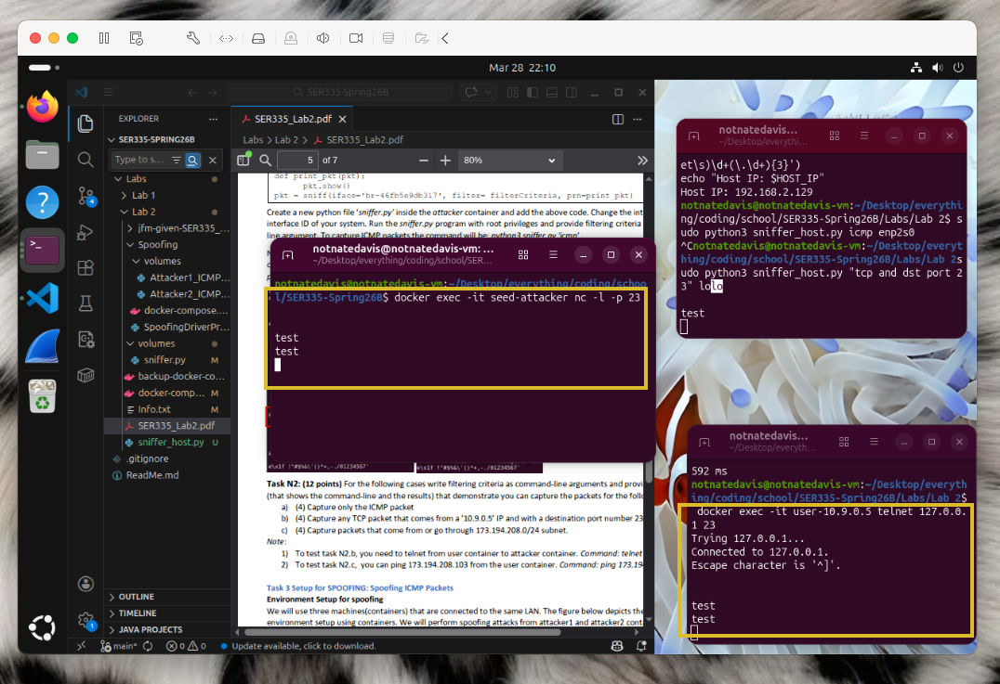 Mar 28 22:10
SER335-Spring26B
EXPLORER
SER335_Lab2.pdf
SER335-SPRING26B
Labs > Lab 2 > SER335_Lab2.pdf
Type to s...
5 of 7
80%
Labs
Lab 1
Lab 2
jfm-given-SER335_...
Spoofing
volumes
Attacker1_ICMP...
Attacker2_ICMP...
docker-compose....
SpoofingDriverPr...
volumes
sniffer.py M
backup-docker-co...
docker-comp... M
Info.txt M
SER335_Lab2.pdf
sniffer_host.py U
.gitignore
ReadMe.md
OUTLINE
TIMELINE
JAVA PROJECTS
4
1
main*
0 0
Update available, click to download.
def print_pkt(pkt):
pkt.show()
pkt = sniff(iface='br-46fb5e9db317', filter= filterCriteria, prn=print_pkt)
Create a new python file 'sniffer.py' inside the attacker container and add the above code. Change the int
interface ID of your system. Run the sniffer.py program with root privileges and provide filtering criteria
line argument. To capture ICMP packets the command will be: python3 sniffer.py 'icmp'
notnatedavis@notnatedavis-vm: ...
~/Desktop/everything/coding/school/SER...
notnatedavis@notnatedavis-vm:~/Desktop/everything/coding/schoo
l/SER335-Spring26B$ docker exec -it seed-attacker nc -l -p 23
test
test
e\x1f !"#$%&\'()*+,-./01234567' e\x1f !"#$%&\'()*+,-./01234567'
Task N2: (12 points) For the following cases write filtering criteria as command-line arguments and provi
(that shows the command-line and the results) that demonstrate you can capture the packets for the follo
a) (4) Capture only the ICMP packet
b) (4) Capture any TCP packet that comes from a '10.9.0.5' IP and with a destination port number 23
c) (4) Capture packets that come from or go through 173.194.208.0/24 subnet.
Note:
1) To test task N2.b, you need to telnet from user container to attacker container. Command: telnet
2) To test task N2.c, you can ping 173.194.208.103 from the user container. Command: ping 173.19
Task 3 Setup for SPOOFING: Spoofing ICMP Packets
Environment Setup for spoofing
We will use three machines(containers) that are connected to the same LAN. The figure below depicts the
environment setup using containers. We will perform spoofing attacks from attacker1 and attacker2 cont
notnatedavis...
~/Desktop/everythi...
et\s)\d+(\.\d+){3}')
echo "Host IP: $HOST_IP"
Host IP: 192.168.2.129
notnatedavis@notnatedavis-vm:~/Desktop/everythi
ng/coding/school/SER335-Spring26B/Labs/Lab 2$ s
udo python3 sniffer_host.py icmp enp2s0
^Cnotnatedavis@notnatedavis-vm:~/Desktop/everyt
hing/coding/school/SER335-Spring26B/Labs/Lab 2s
udo python3 sniffer_host.py "tcp and dst port 2
3" lolo
test
notnatedavis...
~/Desktop/everyth...
592 ms
notnatedavis@notnatedavis-vm:~/Desktop/everyth
ing/coding/school/SER335-Spring26B/Labs/Lab 2$
docker exec -it user-10.9.0.5 telnet 127.0.0.
1 23
Trying 127.0.0.1...
Connected to 127.0.0.1.
Escape character is '^]'.
test
test